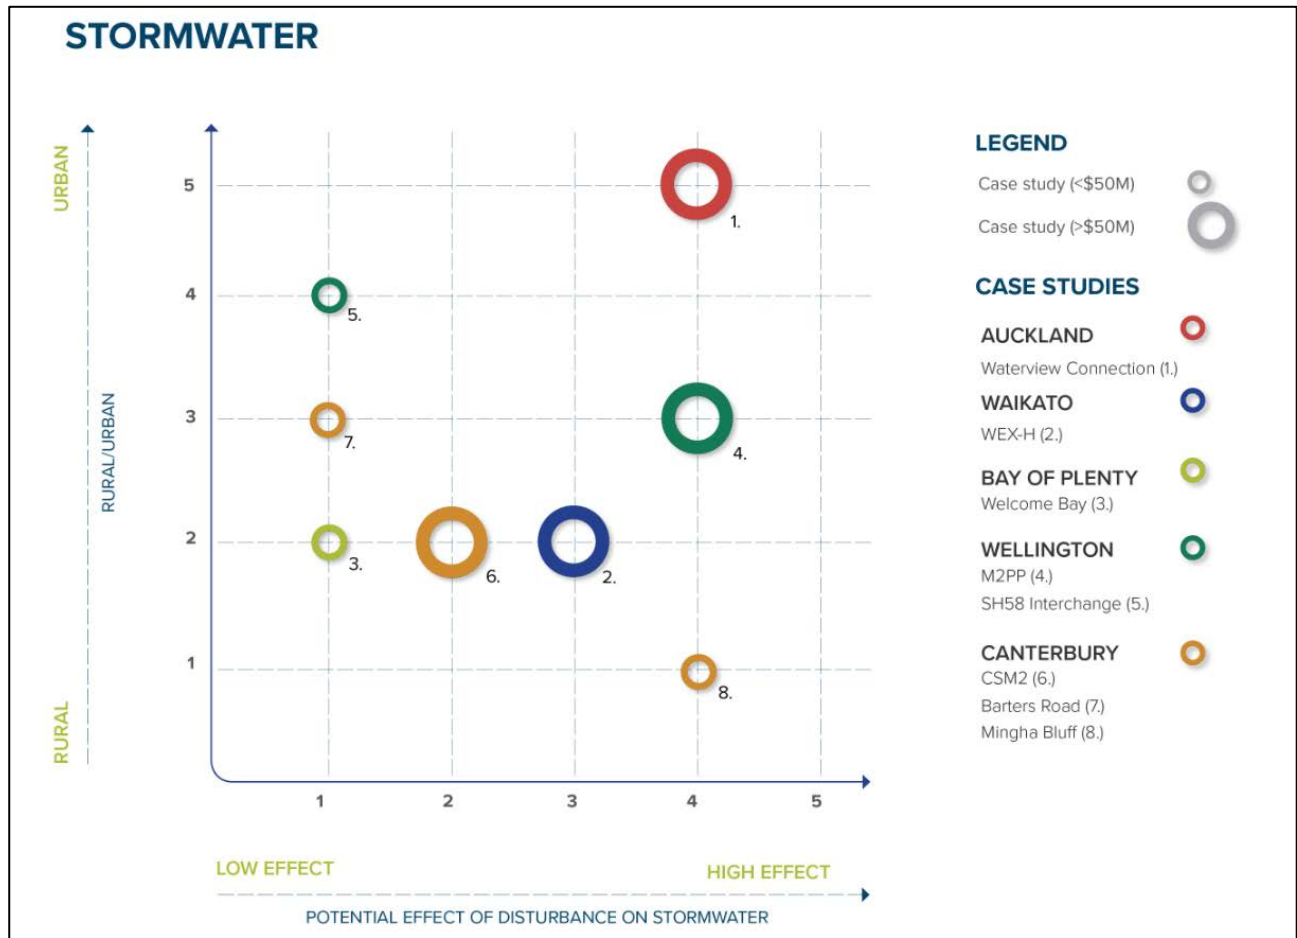 STORMWATER
URBAN
RURAL/URBAN
RURAL
5
4
3
2
1
1.
5.
7.
4.
3.
6.
2.
8.
1 2 3 4 5
LOW EFFECT
HIGH EFFECT
POTENTIAL EFFECT OF DISTURBANCE ON STORMWATER
LEGEND
Case study (<$50M)
Case study (>$50M)
CASE STUDIES
AUCKLAND
Waterview Connection (1.)
WAIKATO
WEX-H (2.)
BAY OF PLENTY
Welcome Bay (3.)
WELLINGTON
M2PP (4.)
SH58 Interchange (5.)
CANTERBURY
CSM2 (6.)
Barters Road (7.)
Mingha Bluff (8.)